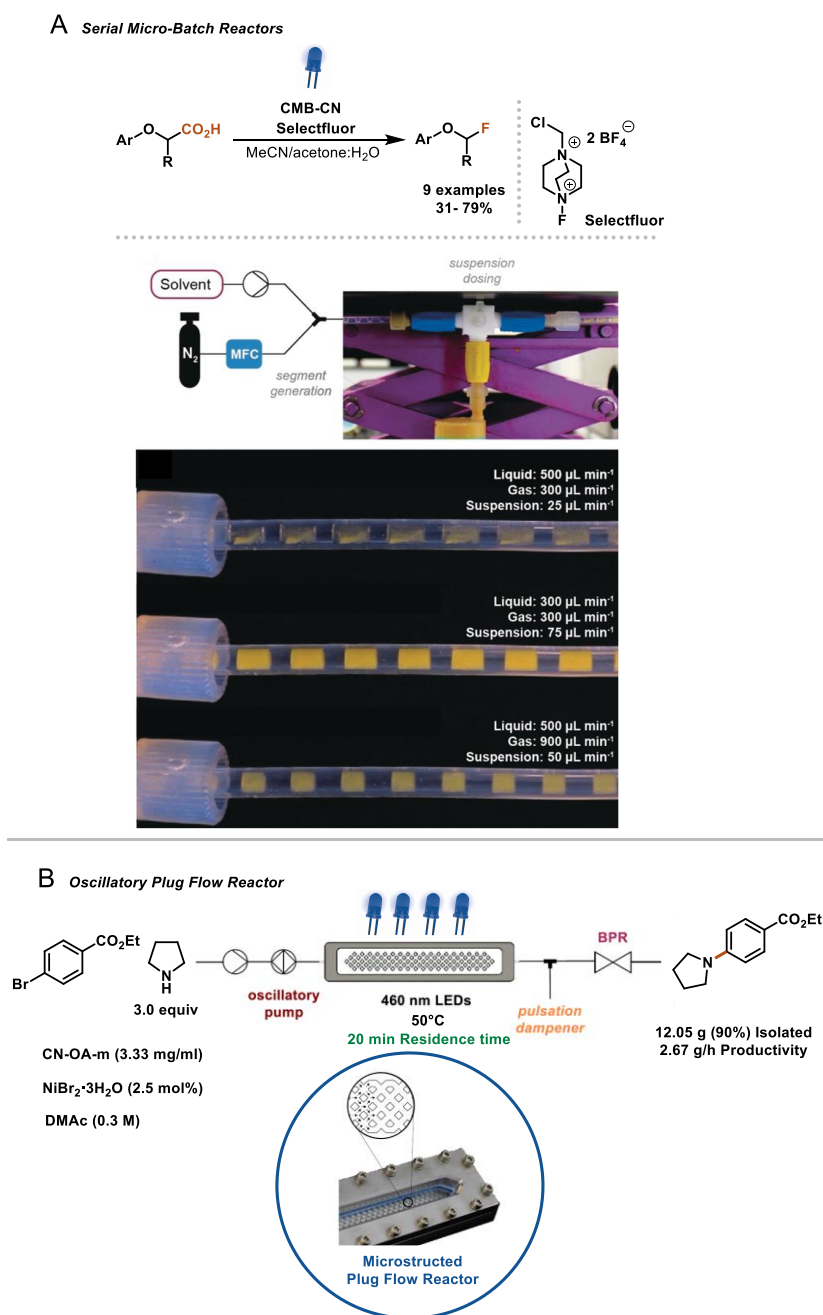 A Serial Micro-Batch Reactors
CMB-CN
Selectfluor
MeCN/acetone:H₂O
Ar
O
CO₂H
R
Ar
O
F
R
9 examples
31- 79%
Cl
N
⊕
2 BF₄⊖
⊕
N
F
Selectfluor
suspension
dosing
Solvent
N₂
MFC
segment
generation
Liquid: 500 µL min⁻¹
Gas: 300 µL min⁻¹
Suspension: 25 µL min⁻¹
Liquid: 300 µL min⁻¹
Gas: 300 µL min⁻¹
Suspension: 75 µL min⁻¹
Liquid: 500 µL min⁻¹
Gas: 900 µL min⁻¹
Suspension: 50 µL min⁻¹
B Oscillatory Plug Flow Reactor
CO₂Et
Br
N
H
3.0 equiv
oscillatory
pump
460 nm LEDs
50°C
20 min Residence time
pulsation
dampener
BPR
CO₂Et
N
12.05 g (90%) Isolated
2.67 g/h Productivity
CN-OA-m (3.33 mg/ml)
NiBr₂·3H₂O (2.5 mol%)
DMAc (0.3 M)
Microstructed
Plug Flow Reactor